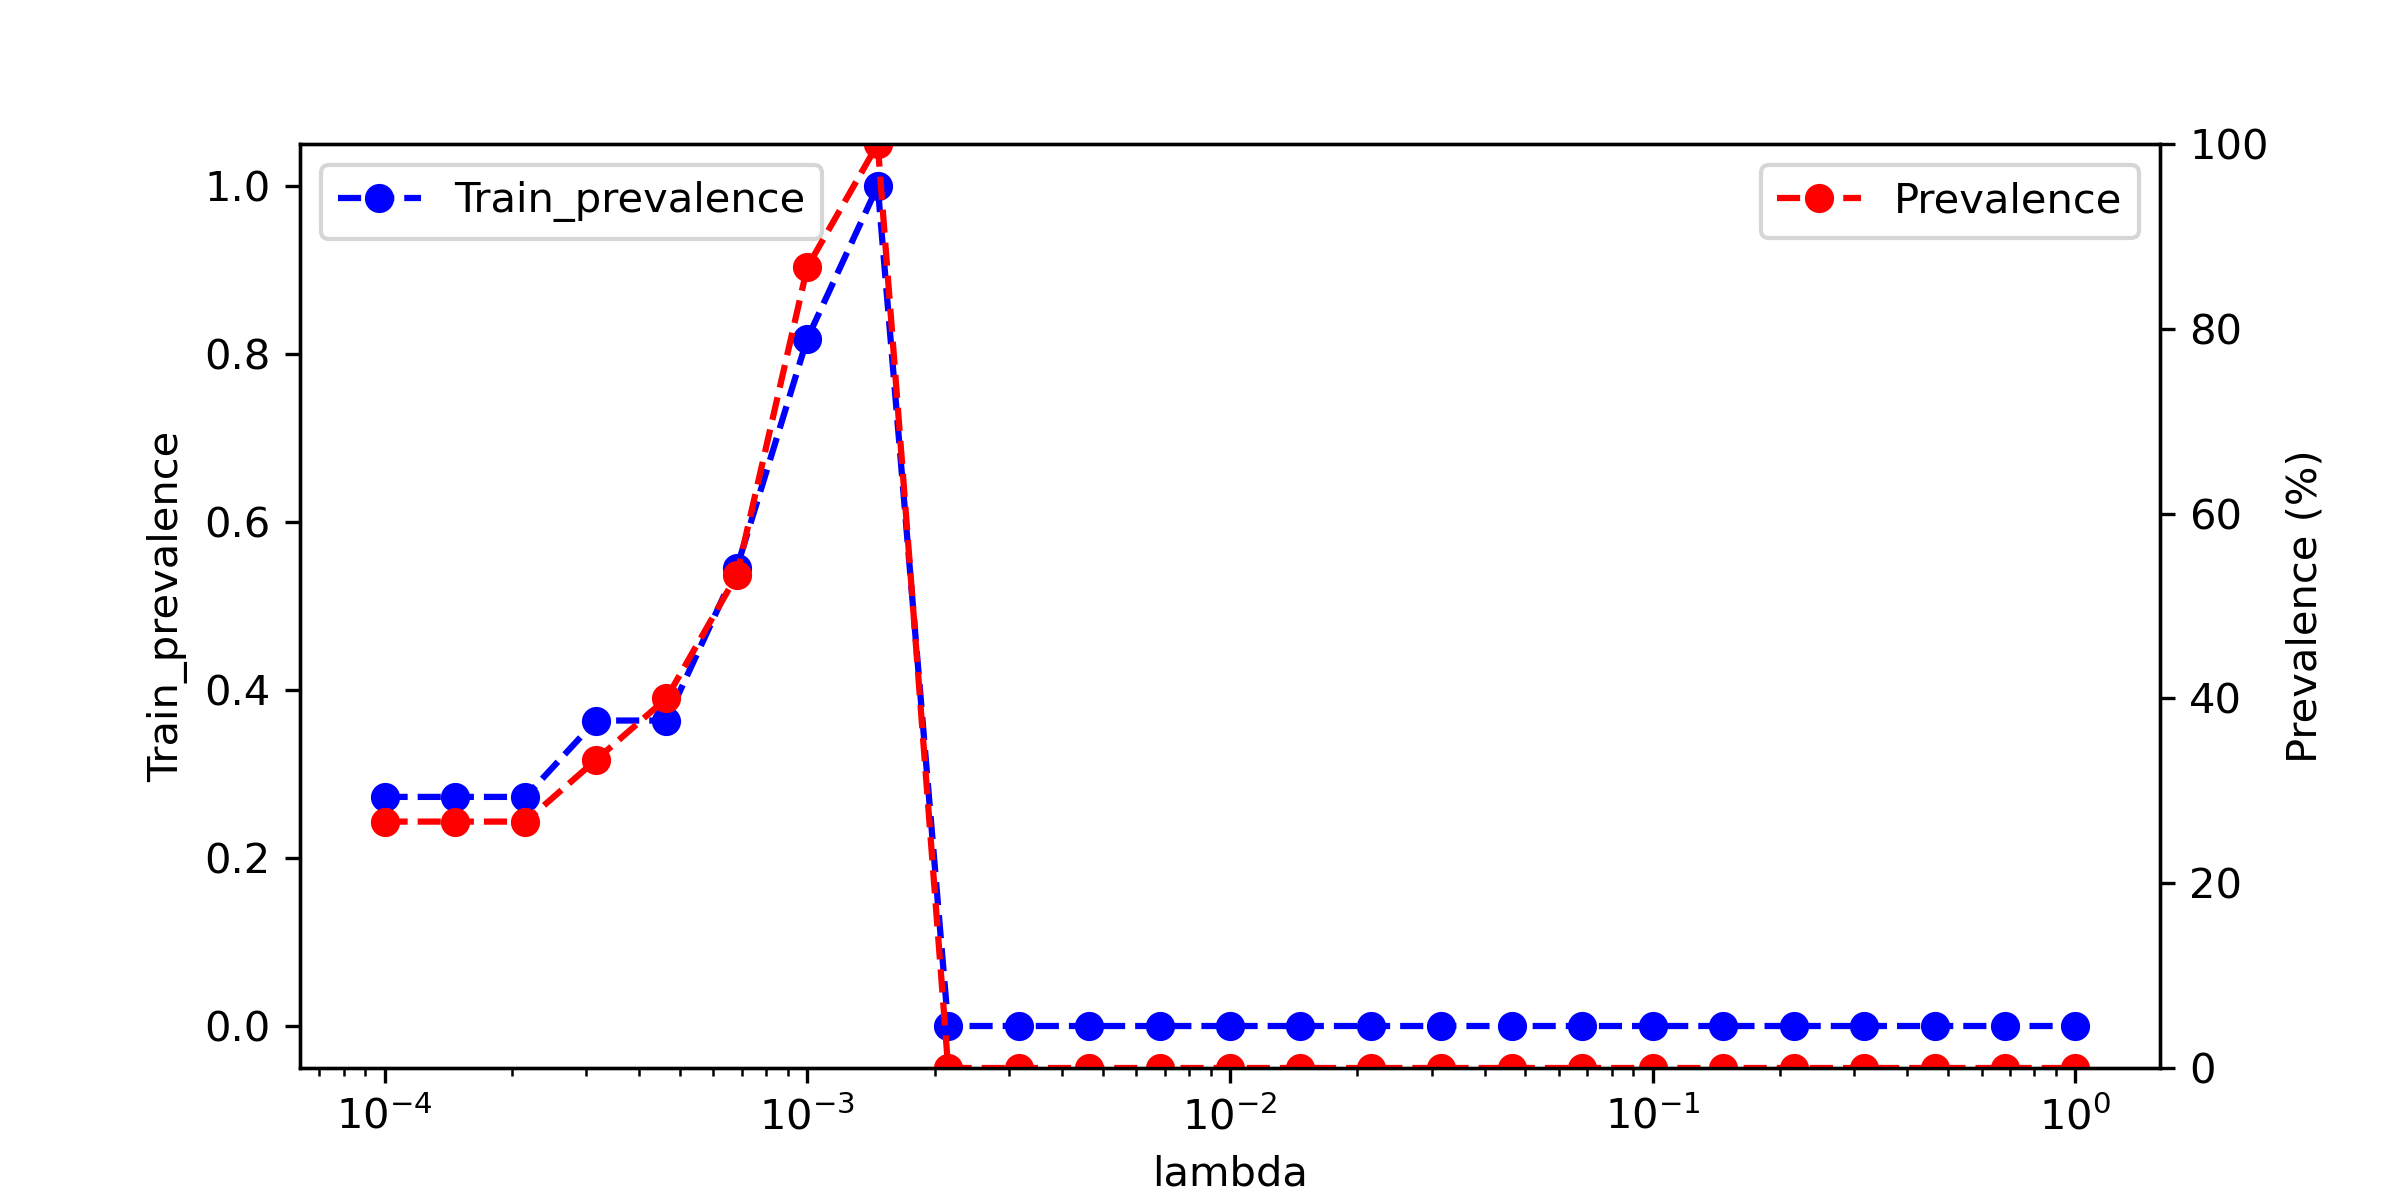 Train_prevalence
Prevalence
1.0
0.8
0.6
0.4
0.2
0.0
Train_prevalence
100
80
60
40
20
0
Prevalence (%)
10⁻⁴ 10⁻³ 10⁻² 10⁻¹ 10⁰
lambda